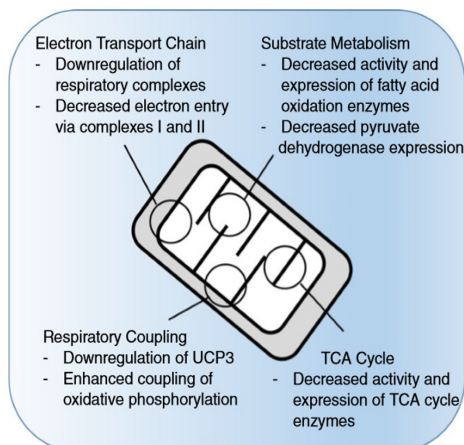 Electron Transport Chain
- Downregulation of
respiratory complexes
- Decreased electron entry
via complexes I and II
Substrate Metabolism
- Decreased activity and
expression of fatty acid
oxidation enzymes
- Decreased pyruvate
dehydrogenase expression
Respiratory Coupling
- Downregulation of UCP3
- Enhanced coupling of
oxidative phosphorylation
TCA Cycle
- Decreased activity and
expression of TCA cycle
enzymes